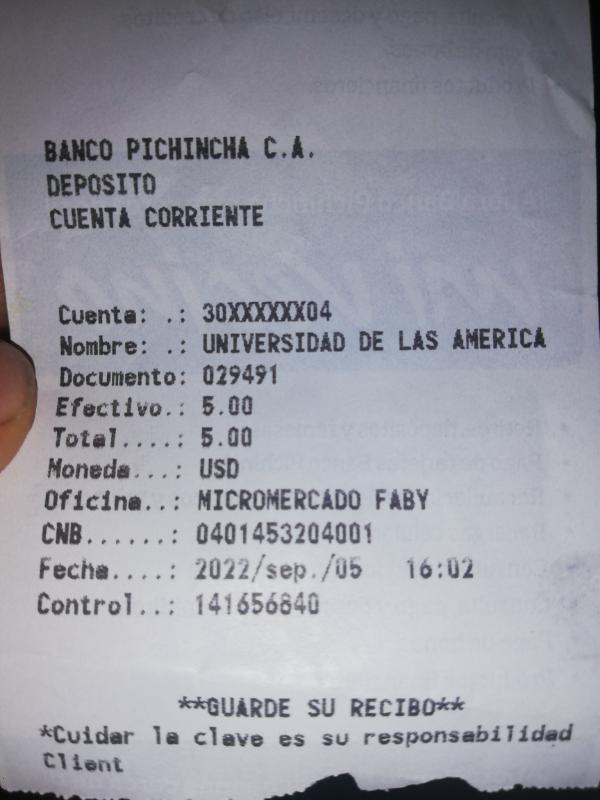 BANCO PICHINCHA C.A.
DEPOSITO
CUENTA CORRIENTE
Cuenta: .: 30XXXXXX04
Nombre: .: UNIVERSIDAD DE LAS AMERICA
Documento: 029491
Efectivo.: 5.00
Total....: 5.00
Moneda...: USD
Oficina..: MICROMERCADO FABY
CNB......: 0401453204001
Fecha....: 2022/sep./05 16:02
Control..: 141656840
**GUARDE SU RECIBO**
*Cuidar la clave es su responsabilidad
Client